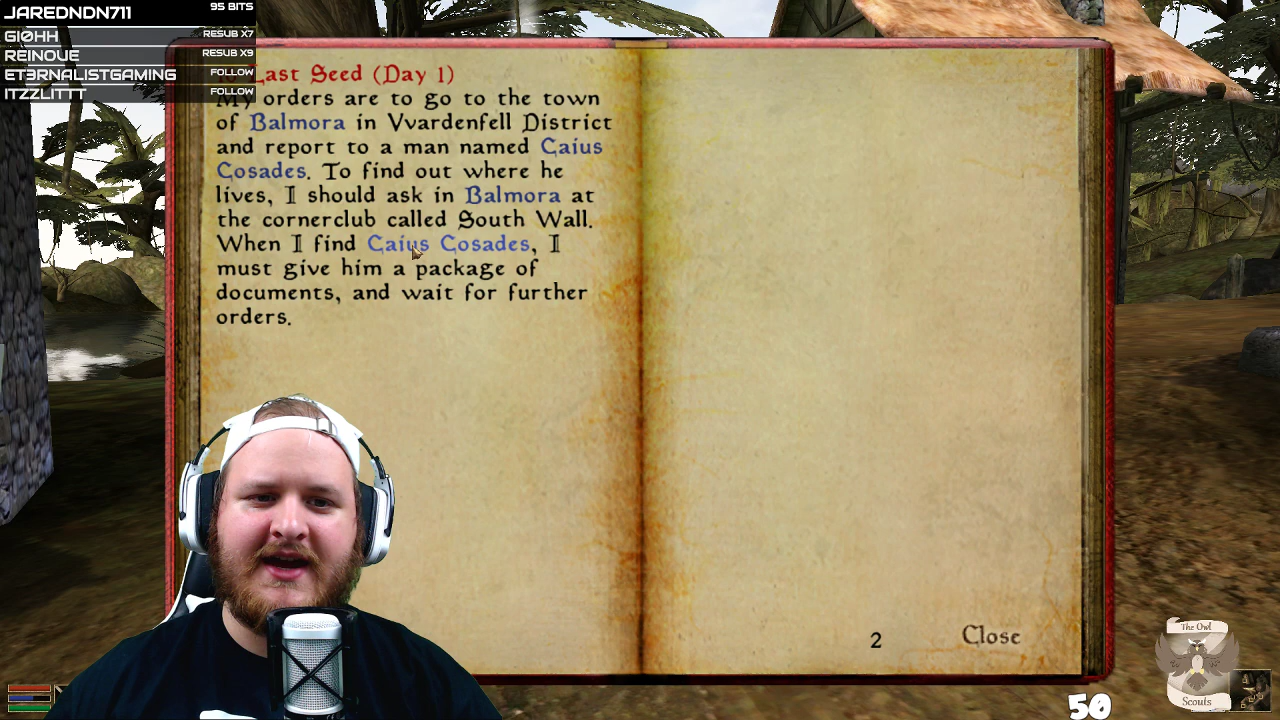 JAREDNDN711 95 BITS
GIØHH RESUB X7
REINOUE RESUB X9
ET3RNALISTGAMING FOLLOW
ITZZLITTT FOLLOW
Last Seed (Day 1)
My orders are to go to the town
of Balmora in Vvardenfell District
and report to a man named Caius
Cosades. To find out where he
lives, I should ask in Balmora at
the cornerclub called South Wall.
When I find Caius Cosades, I
must give him a package of
documents, and wait for further
orders.
2 Close
The Owl
Scouts
50